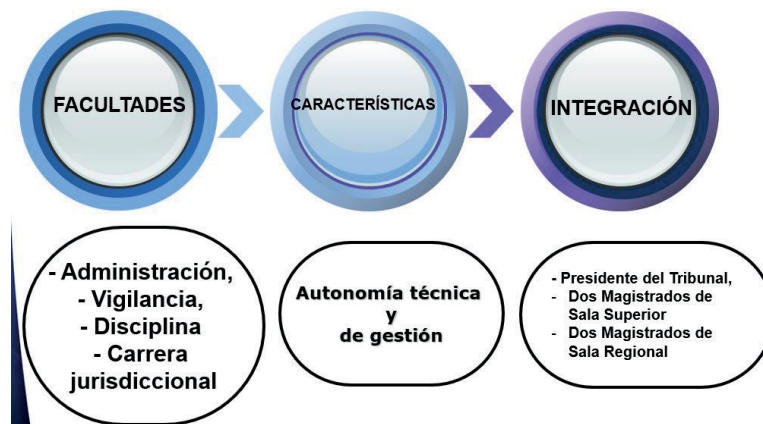 FACULTADES
CARACTERÍSTÍCAS
INTEGRACIÓN
- Administración,
- Vigilancia,
- Disciplina
- Carrera
jurisdiccional
Autonomía técnica
y
de gestión
- Presidente del Tribunal,
- Dos Magistrados de
Sala Superior
- Dos Magistrados de
Sala Regional